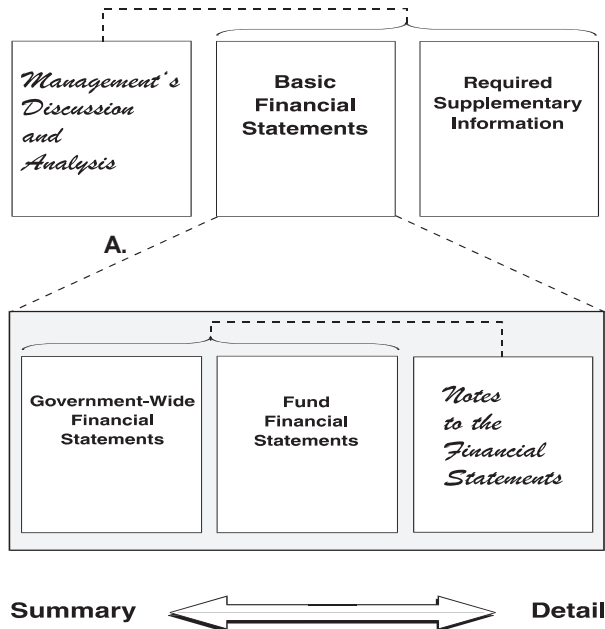 Management's
Discussion
and
Analysis
Basic
Financial
Statements
Required
Supplementary
Information
A.
Government-Wide
Financial
Statements
Fund
Financial
Statements
Notes
to the
Financial
Statements
Summary
Detail